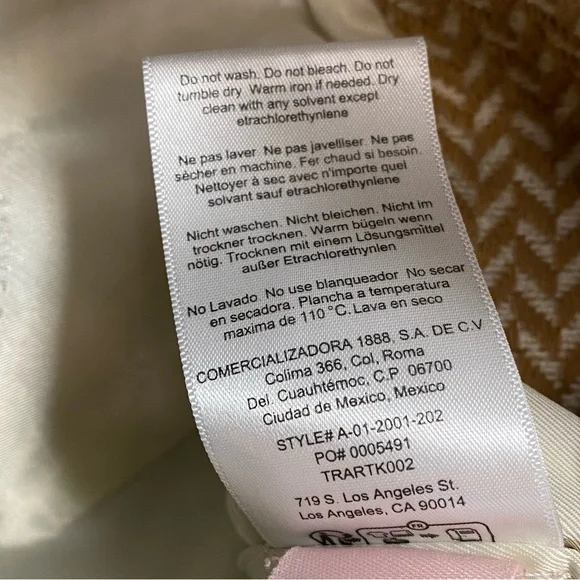 Do not wash. Do not bleach. Do not
tumble dry Warm iron if needed. Dry
clean with any solvent except
etrachlorethynlene
Ne pas laver Ne pas javelliser. Ne pas
sècher en machine. Fer chaud si besoin.
Nettoyer à sec avec n'importe quel
solvant sauf etrachlorethynlene
Nicht waschen. Nicht bleichen. Nicht im
trockner trocknen. Warm bügeln wenn
nötig. Trocknen mit einem Lösungsmittel
außer Etrachlorethynlen
No Lavado. No use blanqueador No secar
en secadora. Plancha a temperatura
maxima de 110 °C. Lava en seco
COMERCIALIZADORA 1888, S.A. DE C.V
Colima 366, Col, Roma
Del. Cuauhtémoc, C.P 06700
Ciudad de Mexico, Mexico
STYLE# A-01-2001-202
PO# 0005491
TRARTK002
719 S. Los Angeles St.
Los Angeles, CA 90014
FR